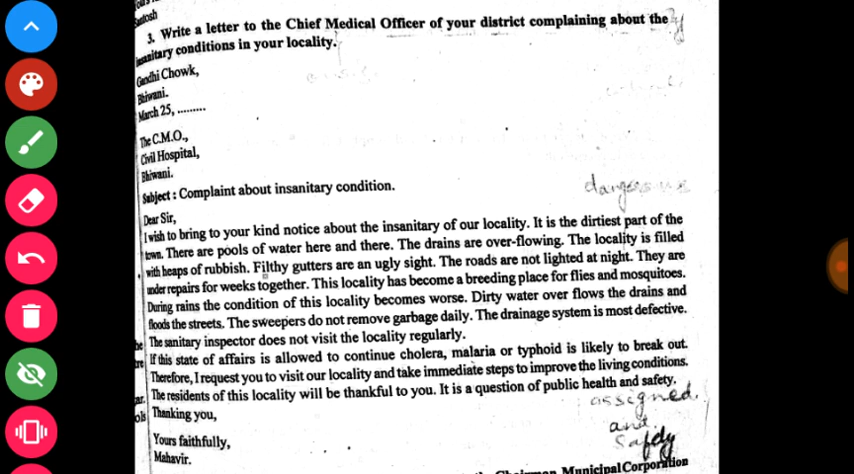 Santosh
3. Write a letter to the Chief Medical Officer of your district complaining about the
insanitary conditions in your locality.
Gandhi Chowk,
Bhiwani.
March 25, .........
The C.M.O.,
Civil Hospital,
Bhiwani.
Subject : Complaint about insanitary condition.
dangerous
Dear Sir,
I wish to bring to your kind notice about the insanitary of our locality. It is the dirtiest part of the
town. There are pools of water here and there. The drains are over-flowing. The locality is filled
with heaps of rubbish. Filthy gutters are an ugly sight. The roads are not lighted at night. They are
under repairs for weeks together. This locality has become a breeding place for flies and mosquitoes.
During rains the condition of this locality becomes worse. Dirty water over flows the drains and
floods the streets. The sweepers do not remove garbage daily. The drainage system is most defective.
The sanitary inspector does not visit the locality regularly.
If this state of affairs is allowed to continue cholera, malaria or typhoid is likely to break out.
Therefore, I request you to visit our locality and take immediate steps to improve the living conditions.
The residents of this locality will be thankful to you. It is a question of public health and safety.
assigned.
Thanking you,
and.
Safdy
Yours faithfully,
Mahavir.
Chairman Municipal Corporation